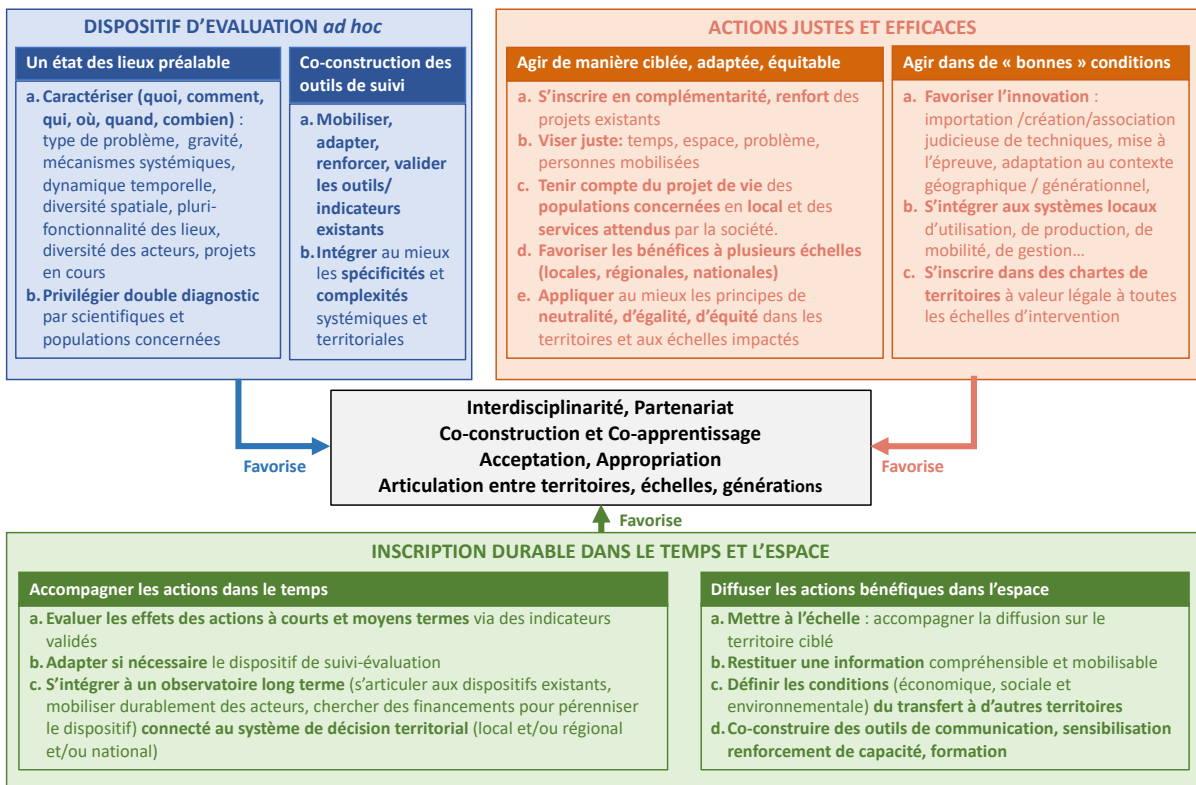 DISPOSITIF D'EVALUATION ad hoc
Un état des lieux préalable
a. Caractériser (quoi, comment,
qui, où, quand, combien) :
type de problème, gravité,
mécanismes systémiques,
dynamique temporelle,
diversité spatiale, pluri-
fonctionnalité des lieux,
diversité des acteurs, projets
en cours
b. Privilégier double diagnostic
par scientifiques et
populations concernées
Co-construction des
outils de suivi
a. Mobiliser,
adapter,
renforcer, valider
les outils/
indicateurs
existants
b. Intégrer au mieux
les spécificités et
complexités
systémiques et
territoriales
ACTIONS JUSTES ET EFFICACES
Agir de manière ciblée, adaptée, équitable
a. S'inscrire en complémentarité, renfort des
projets existants
b. Viser juste: temps, espace, problème,
personnes mobilisées
c. Tenir compte du projet de vie des
populations concernées en local et des
services attendus par la société.
d. Favoriser les bénéfices à plusieurs échelles
(locales, régionales, nationales)
e. Appliquer au mieux les principes de
neutralité, d'égalité, d'équité dans les
territoires et aux échelles impactés
Agir dans de « bonnes » conditions
a. Favoriser l'innovation :
importation /création/association
judicieuse de techniques, mise à
l'épreuve, adaptation au contexte
géographique / générationnel,
b. S'intégrer aux systèmes locaux
d'utilisation, de production, de
mobilité, de gestion…
c. S'inscrire dans des chartes de
territoires à valeur légale à toutes
les échelles d'intervention
Favorise
Interdisciplinarité, Partenariat
Co-construction et Co-apprentissage
Acceptation, Appropriation
Articulation entre territoires, échelles, générations
Favorise
Favorise
INSCRIPTION DURABLE DANS LE TEMPS ET L'ESPACE
Accompagner les actions dans le temps
a. Evaluer les effets des actions à courts et moyens termes via des indicateurs
validés
b. Adapter si nécessaire le dispositif de suivi-évaluation
c. S'intégrer à un observatoire long terme (s'articuler aux dispositifs existants,
mobiliser durablement des acteurs, chercher des financements pour pérenniser
le dispositif) connecté au système de décision territorial (local et/ou régional
et/ou national)
Diffuser les actions bénéfiques dans l'espace
a. Mettre à l'échelle : accompagner la diffusion sur le
territoire ciblé
b. Restituer une information compréhensible et mobilisable
c. Définir les conditions (économique, sociale et
environnementale) du transfert à d'autres territoires
d. Co-construire des outils de communication, sensibilisation
renforcement de capacité, formation